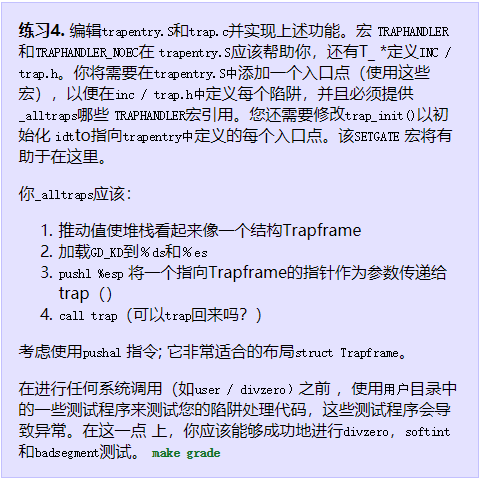 练习4. 编辑trapentry.S和trap.c并实现上述功能。宏 TRAPHANDLER
和TRAPHANDLER_NOEC在 trapentry.S应该帮助你，还有T_ *定义INC /
trap.h。你将需要在trapentry.S中添加一个入口点（使用这些
宏），以便在inc / trap.h中定义每个陷阱，并且必须提供
_alltraps哪些 TRAPHANDLER宏引用。您还需要修改trap_init()以初
始化 idtto指向trapentry中定义的每个入口点。该SETGATE 宏将有
助于在这里。
你_alltraps应该：
1. 推动值使堆栈看起来像一个结构Trapframe
2. 加载GD_KD到％ds和％es
3. pushl %esp 将一个指向Trapframe的指针作为参数传递给
trap（）
4. call trap（可以trap回来吗？）
考虑使用pushal 指令; 它非常适合的布局struct Trapframe。
在进行任何系统调用（如user / divzero）之前 ，使用用户目录中
的一些测试程序来测试您的陷阱处理代码，这些测试程序会导
致异常。在这一点 上，你应该能够成功地进行divzero，softint
和badsegment测试。 make grade